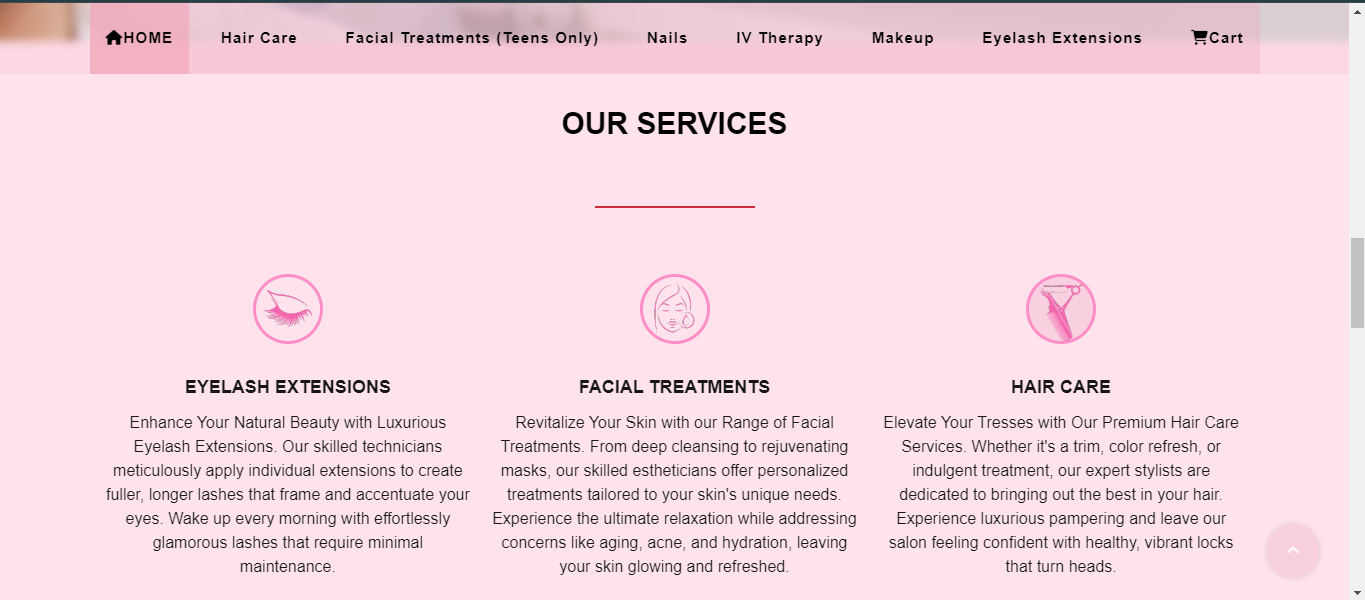 HOME Hair Care Facial Treatments (Teens Only) Nails IV Therapy Makeup Eyelash Extensions Cart
OUR SERVICES
EYELASH EXTENSIONS
Enhance Your Natural Beauty with Luxurious
Eyelash Extensions. Our skilled technicians
meticulously apply individual extensions to create
fuller, longer lashes that frame and accentuate your
eyes. Wake up every morning with effortlessly
glamorous lashes that require minimal
maintenance.
FACIAL TREATMENTS
Revitalize Your Skin with our Range of Facial
Treatments. From deep cleansing to rejuvenating
masks, our skilled estheticians offer personalized
treatments tailored to your skin's unique needs.
Experience the ultimate relaxation while addressing
concerns like aging, acne, and hydration, leaving
your skin glowing and refreshed.
HAIR CARE
Elevate Your Tresses with Our Premium Hair Care
Services. Whether it's a trim, color refresh, or
indulgent treatment, our expert stylists are
dedicated to bringing out the best in your hair.
Experience luxurious pampering and leave our
salon feeling confident with healthy, vibrant locks
that turn heads.